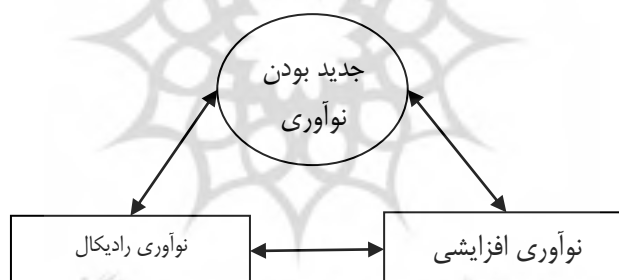 جدید بودن
نوآوری
نوآوری افزایشی
نوآوری رادیکال